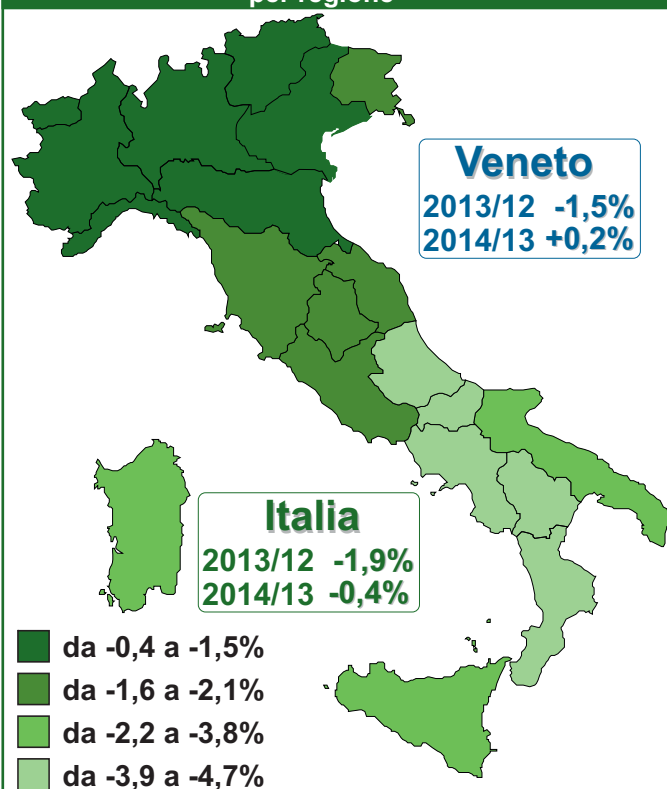 per regione
Veneto
2013/12 -1,5%
2014/13 +0,2%
Italia
2013/12 -1,9%
2014/13 -0,4%
da -0,4 a -1,5%
da -1,6 a -2,1%
da -2,2 a -3,8%
da -3,9 a -4,7%